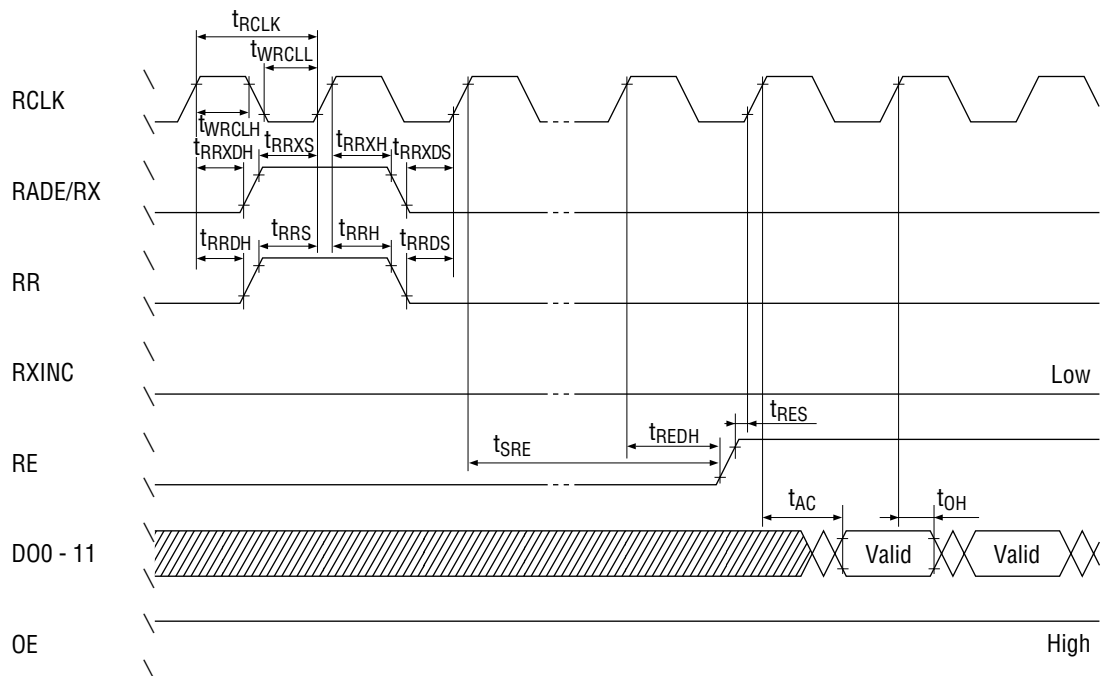 tRCLK
tWRCLL
RCLK
tWRCLH
tRRXDH tRRXS tRRXH tRRXDS
RADE/RX
tRRDH tRRS tRRH tRRDS
RR
RXINC Low
tRES
tREDH
tSRE
RE
tAC tOH
DO0 - 11 Valid Valid
OE High